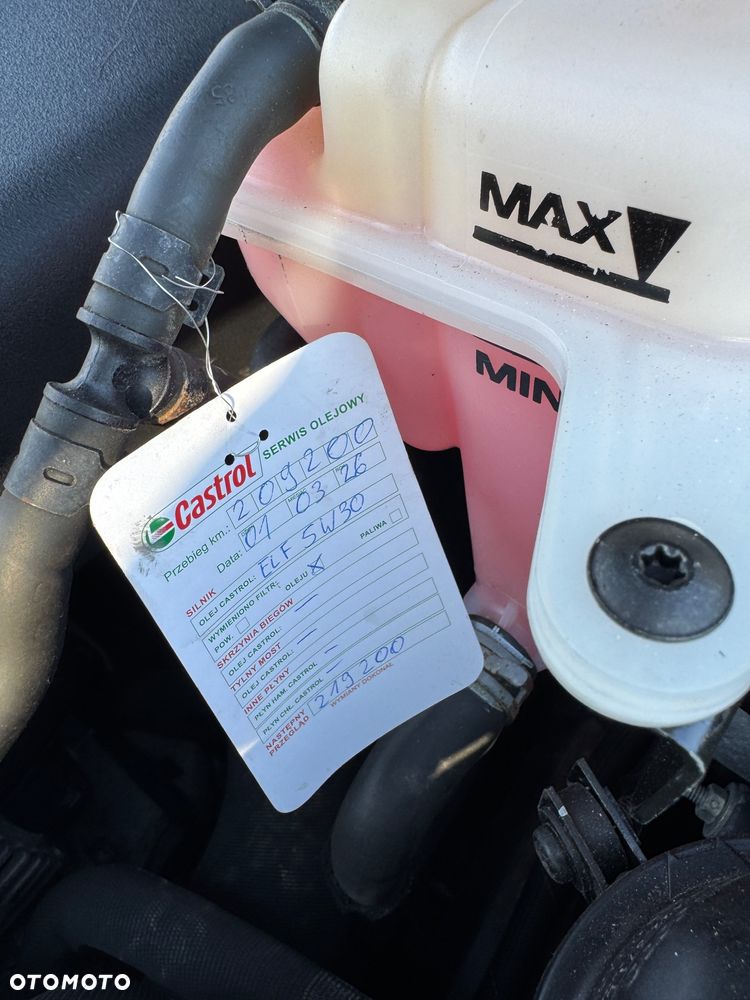 25
MAX
MIN
Castrol SERWIS OLEJOWY
Przebieg km.: 209200
Data: 01 03 26
SILNIK
OLEJ CASTROL: ELF 5W30
WYMIENIONO FILTR:
POW. OLEJU X PALIWA
SKRZYNIA BIEGÓW
OLEJ CASTROL: —
TYLNY MOST
OLEJ CASTROL: —
INNE PŁYNY
PŁYN HAM. CASTROL —
PŁYN CHŁ. CASTROL
NASTĘPNY PRZEGLĄD 219200
WYMIANY DOKONAŁ
OTOMOTO